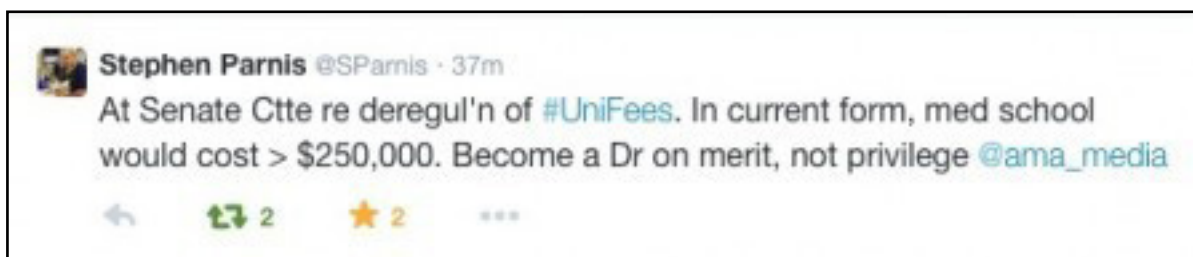 Stephen Parnis @SParnis · 37m
At Senate Ctte re deregul'n of #UniFees. In current form, med school
would cost > $250,000. Become a Dr on merit, not privilege @ama_media
2 2